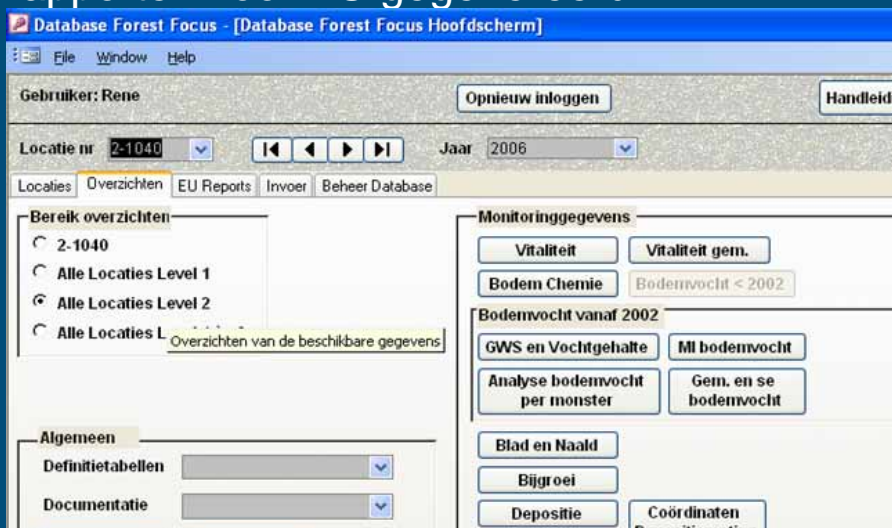 Database Forest Focus - [Database Forest Focus Hoofdscherm]
File Window Help
Gebruiker: Rene
Opnieuw inloggen
Locatie nr 2-1040
Jaar 2006
Locaties Overzichten EU Reports Invoer Beheer Database
Bereik overzichten
2-1040
Alle Locaties Level 1
Alle Locaties Level 2
Alle Locaties
Overzichten van de beschikbare gegevens
Algemeen
Definitietabellen
Documentatie
Monitoringgegevens
Vitaliteit Vitaliteit gem.
Bodem Chemie Bodemvocht < 2002
Bodemvocht vanaf 2002
GWS en Vochtgehalte MI bodemvocht
Analyse bodemvocht
per monster
Gem. en se
bodemvocht
Blad en Naald
Bijgroei
Depositie
Coördinaten